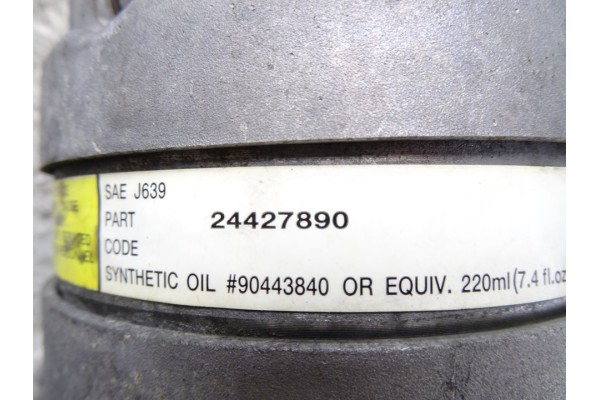 SAE J639
PART 24427890
CODE
SYNTHETIC OIL #90443840 OR EQUIV. 220ml (7.4 fl.oz